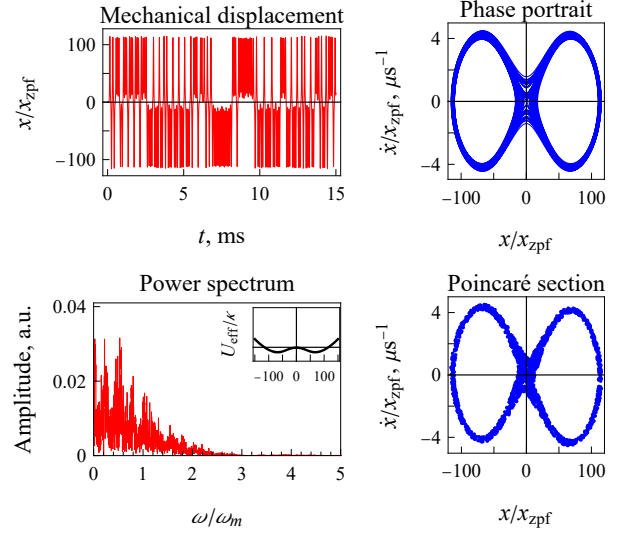 Mechanical displacement
x/x_zpf
100
0
−100
0
5
10
15
t, ms
Phase portrait
ẋ/x_zpf, μs⁻¹
4
0
−4
−100
0
100
x/x_zpf
Power spectrum
Amplitude, a.u.
0.04
0.02
0
0
1
2
3
4
5
ω/ω_m
U_eff/κ
−100
0
100
Poincaré section
ẋ/x_zpf, μs⁻¹
4
0
−4
−100
0
100
x/x_zpf